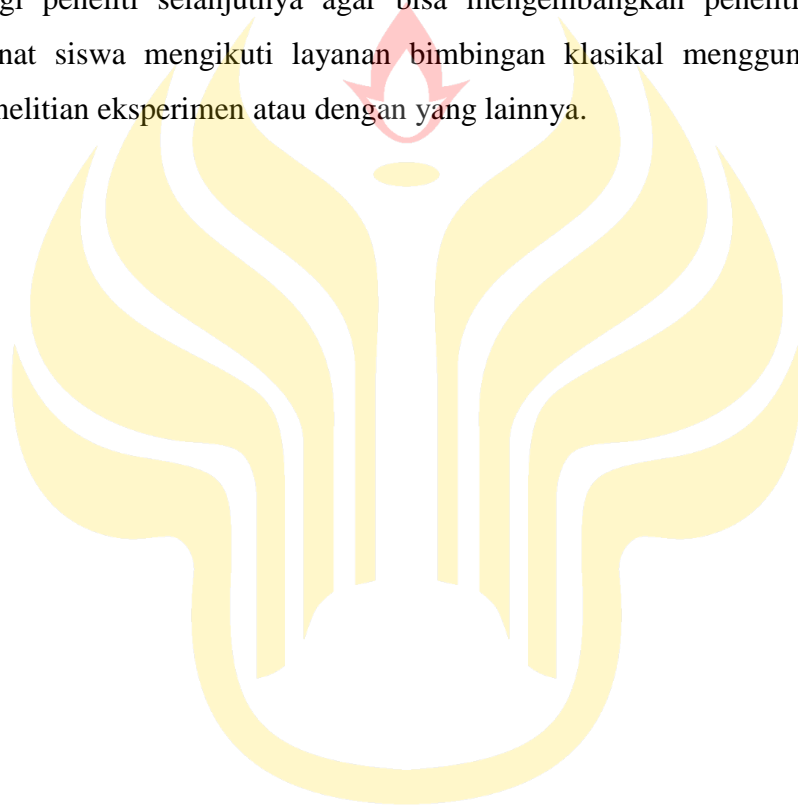 gi peneliti selanjutnya agar bisa mengembangkan peneliti
nat siswa mengikuti layanan bimbingan klasikal menggun
nelitian eksperimen atau dengan yang lainnya.